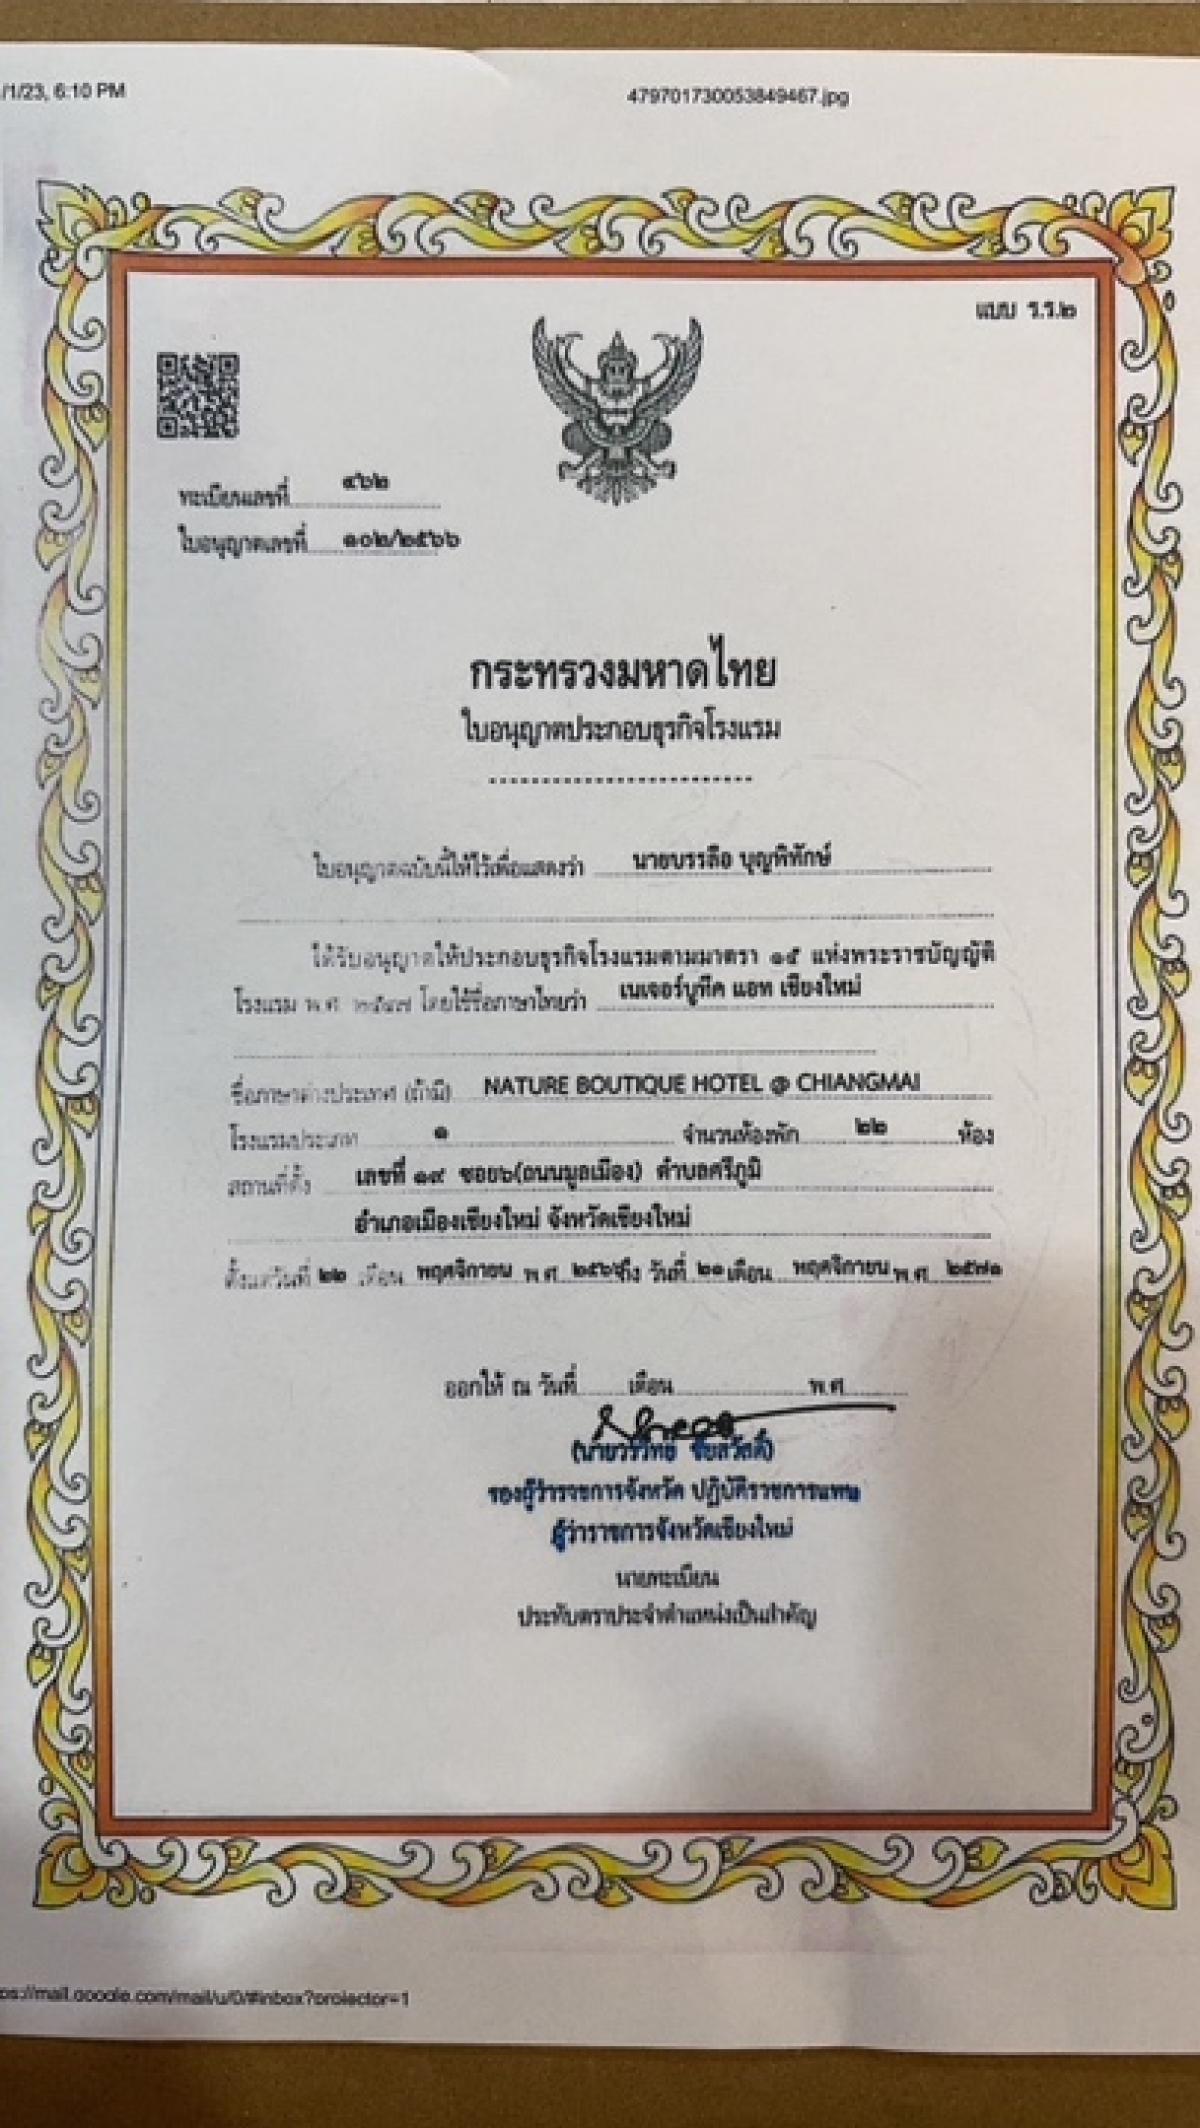 /1/23, 6:10 PM
4797017730053849467.jpg
แบบ ร.ร.๒
ทะเบียนเลขที่ ๔๖๒
ใบอนุญาตเลขที่ ๑๐๒/๒๕๖๖
กระทรวงมหาดไทย
ใบอนุญาตประกอบธุรกิจโรงแรม
ใบอนุญาตฉบับนี้ให้ไว้เพื่อแสดงว่า นายบรรลือ บุญพิทักษ์
ได้รับอนุญาตให้ประกอบธุรกิจโรงแรมตามมาตรา ๑๕ แห่งพระราชบัญญัติ
โรงแรม พ.ศ. ๒๕๔๗ โดยใช้ชื่อภาษาไทยว่า เนเจอร์บูทีค แอท เชียงใหม่
ชื่อภาษาต่างประเทศ (ถ้ามี) NATURE BOUTIQUE HOTEL @ CHIANGMAI
โรงแรมประเภท ๑ จำนวนห้องพัก ๒๒ ห้อง
สถานที่ตั้ง เลขที่ ๑๙ ซอย๖(ถนนมูลเมือง) ตำบลศรีภูมิ
อำเภอเมืองเชียงใหม่ จังหวัดเชียงใหม่
ตั้งแต่วันที่ ๒๒ เดือน พฤศจิกายน พ.ศ. ถึง วันที่ ๒๑ เดือน พฤศจิกายน พ.ศ. ๒๕๗๑
ออกให้ ณ วันที่ เดือน พ.ศ.
(นายวรวิทย์ ชัยสวัสดิ์)
รองผู้ว่าราชการจังหวัด ปฏิบัติราชการแทน
ผู้ว่าราชการจังหวัดเชียงใหม่
นายทะเบียน
ประทับตราประจำตำแหน่งเป็นสำคัญ
ps://mail.google.com/mail/u/0/#inbox?projector=1